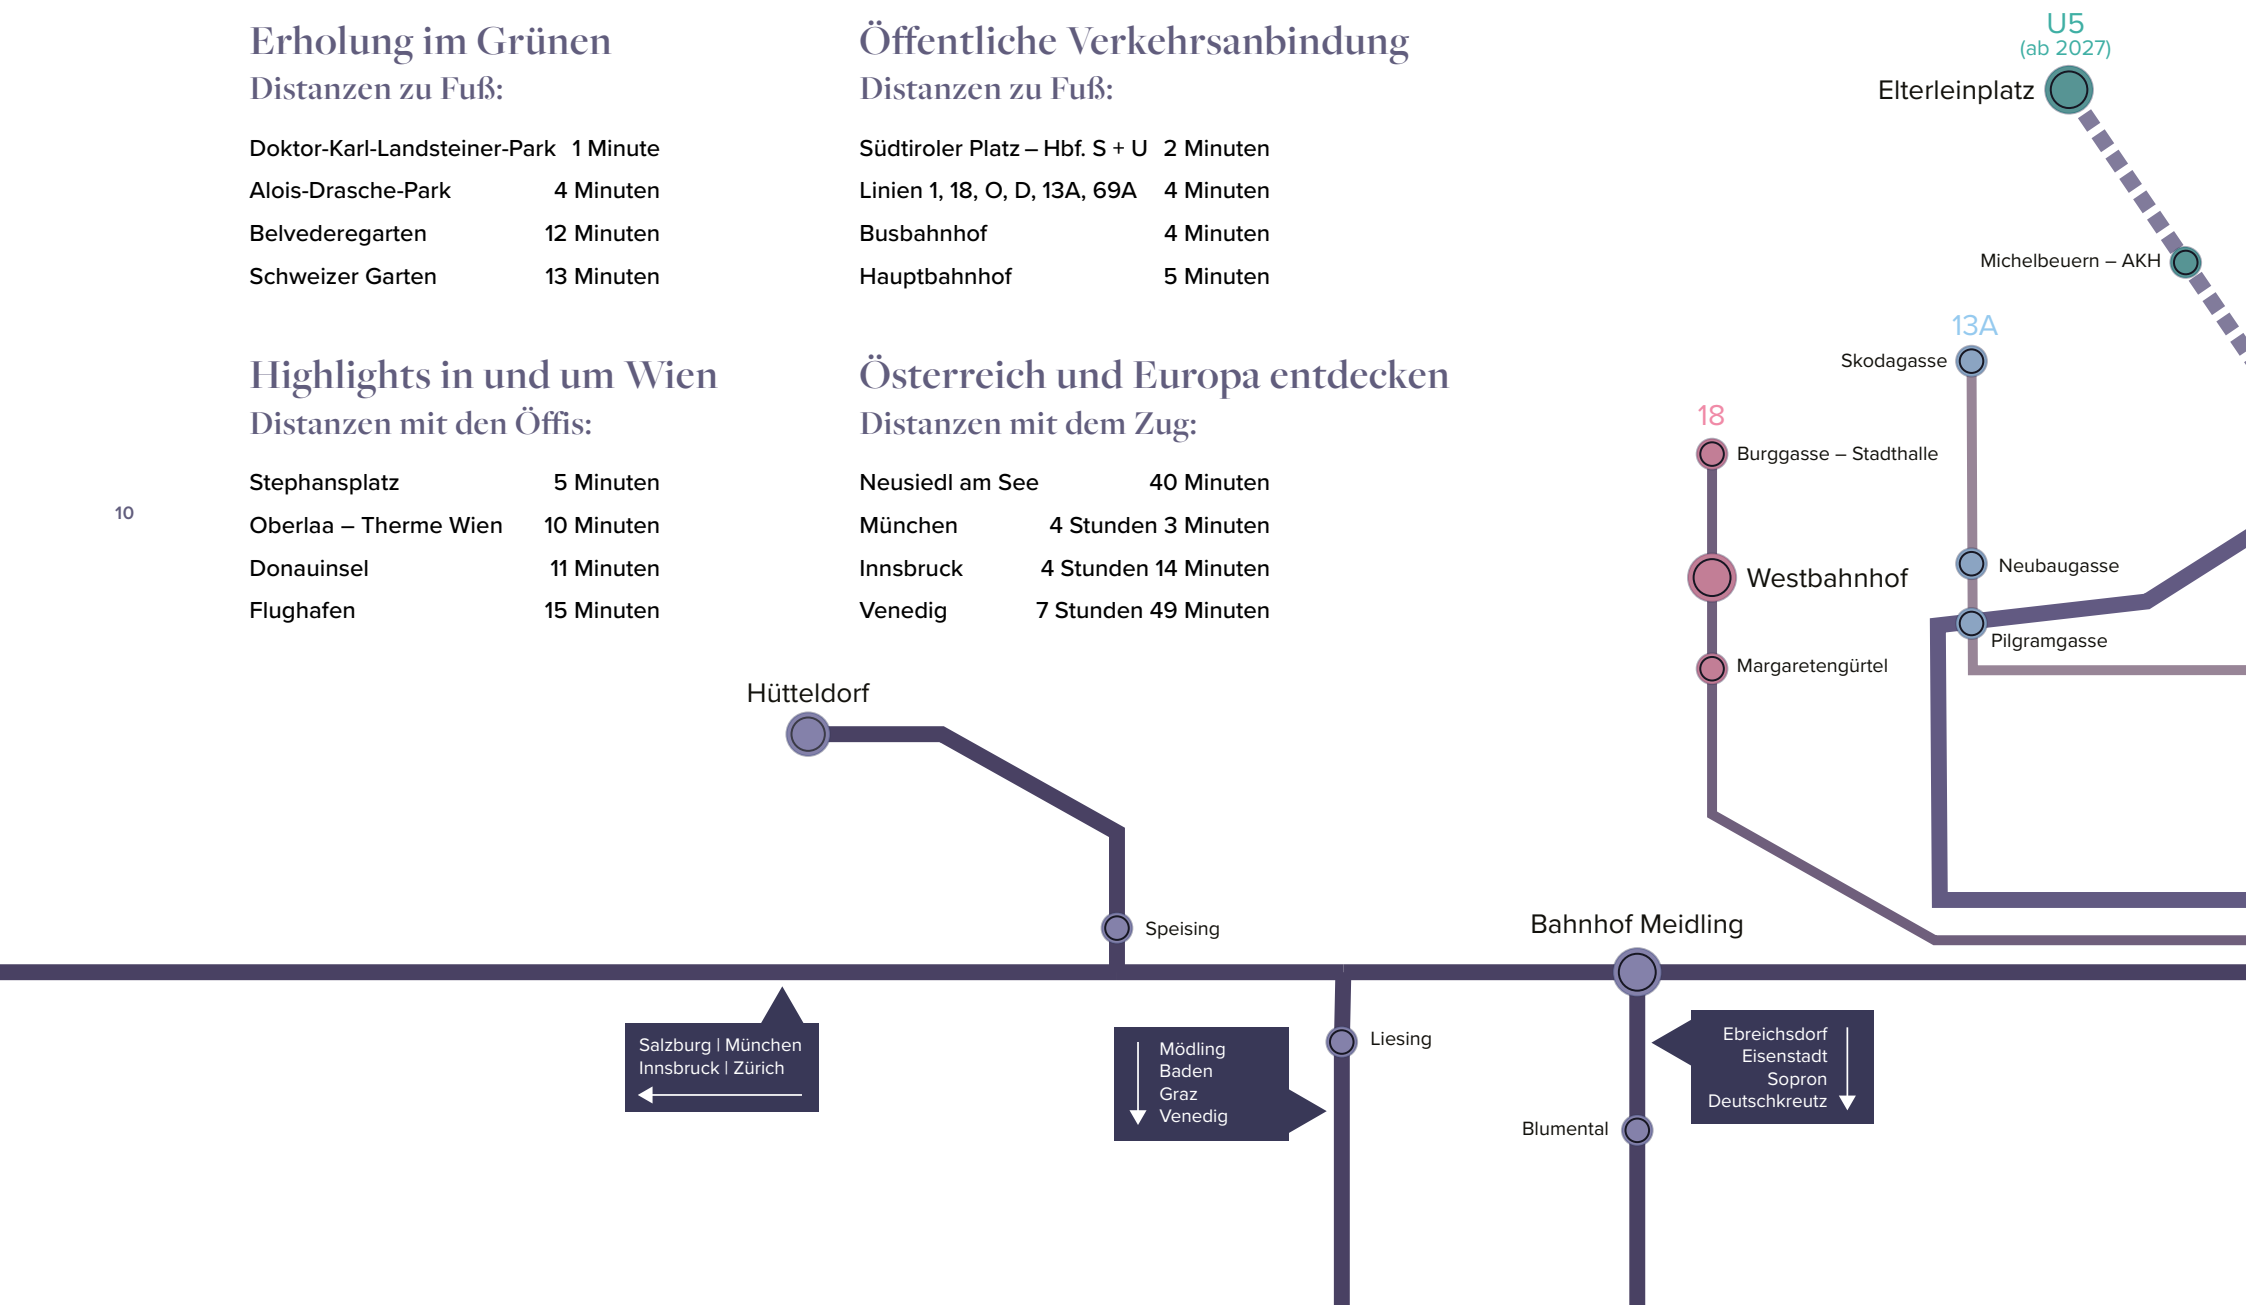 Erholung im Grünen
Distanzen zu Fuß:
Doktor-Karl-Landsteiner-Park 1 Minute
Alois-Drasche-Park 4 Minuten
Belvederegarten 12 Minuten
Schweizer Garten 13 Minuten
Öffentliche Verkehrsanbindung
Distanzen zu Fuß:
Südtiroler Platz – Hbf. S + U 2 Minuten
Linien 1, 18, O, D, 13A, 69A 4 Minuten
Busbahnhof 4 Minuten
Hauptbahnhof 5 Minuten
Highlights in und um Wien
Distanzen mit den Öffis:
Stephansplatz 5 Minuten
Oberlaa – Therme Wien 10 Minuten
Donauinsel 11 Minuten
Flughafen 15 Minuten
Österreich und Europa entdecken
Distanzen mit dem Zug:
Neusiedl am See 40 Minuten
München 4 Stunden 3 Minuten
Innsbruck 4 Stunden 14 Minuten
Venedig 7 Stunden 49 Minuten
10
U5
(ab 2027)
Elterleinplatz
Michelbeuern – AKH
13A
Skodagasse
18
Burggasse – Stadthalle
Neubaugasse
Westbahnhof
Pilgramgasse
Margaretengürtel
Hütteldorf
Speising
Bahnhof Meidling
Salzburg | München
Innsbruck | Zürich
Mödling
Baden
Graz
Venedig
Liesing
Ebreichsdorf
Eisenstadt
Sopron
Deutschkreutz
Blumental